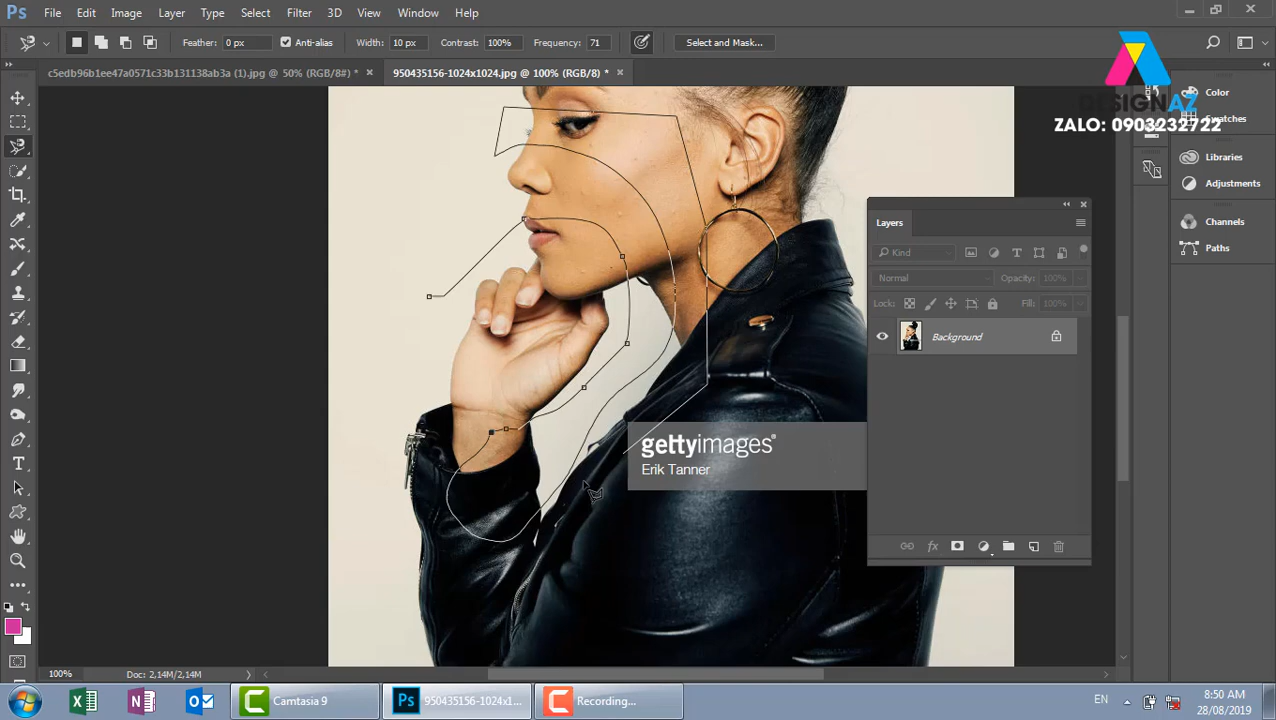 Ps File Edit Image Layer Type Select Filter 3D View Window Help
Feather: 0 px Anti-alias Width: 10 px Contrast: 100% Frequency: 71 Select and Mask...
c5edb96b1ee47a0571c33b131138ab3a (1).jpg @ 50% (RGB/8#) * × 950435156-1024x1024.jpg @ 100% (RGB/8) * ×
DESIGNAZ
ZALO: 0903232722
Color
Swatches
Libraries
Adjustments
Channels
Paths
Layers
Kind
Normal Opacity: 100%
Lock: Fill: 100%
Background
gettyimages®
Erik Tanner
100% Doc: 2,14M/2,14M
Camtasia 9
Ps 950435156-1024x1...
Recording...
EN
8:50 AM
28/08/2019